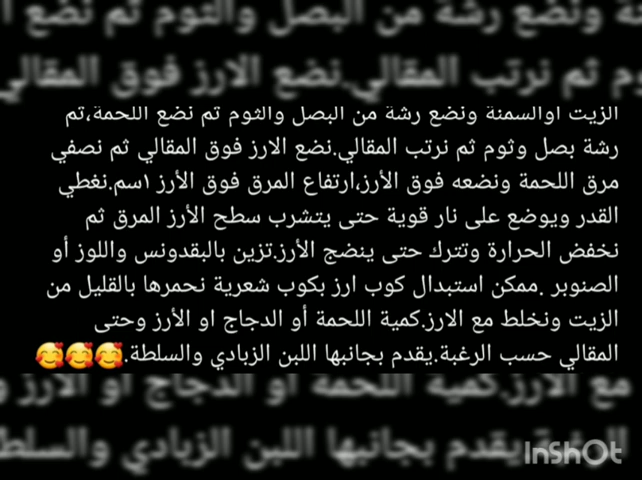 الزيت أوالسمنة ونضع رشة من البصل والثوم ثم نضع اللحمة،ثم
رشة بصل وثوم ثم نرتب المقالي.نضع الارز فوق المقالي ثم نصفي
مرق اللحمة ونضعه فوق الأرز،ارتفاع المرق فوق الأرز ١سم.نغطي
القدر ويوضع على نار قوية حتى يتشرب سطح الأرز المرق ثم
نخفض الحرارة وتترك حتى ينضج الأرز.تزين بالبقدونس واللوز أو
الصنوبر .ممكن استبدال كوب ارز بكوب شعرية نحمرها بالقليل من
الزيت ونخلط مع الارز.كمية اللحمة أو الدجاج او الأرز وحتى
المقالي حسب الرغبة.يقدم بجانبها اللبن الزبادي والسلطة.🥰🥰🥰
InShOt